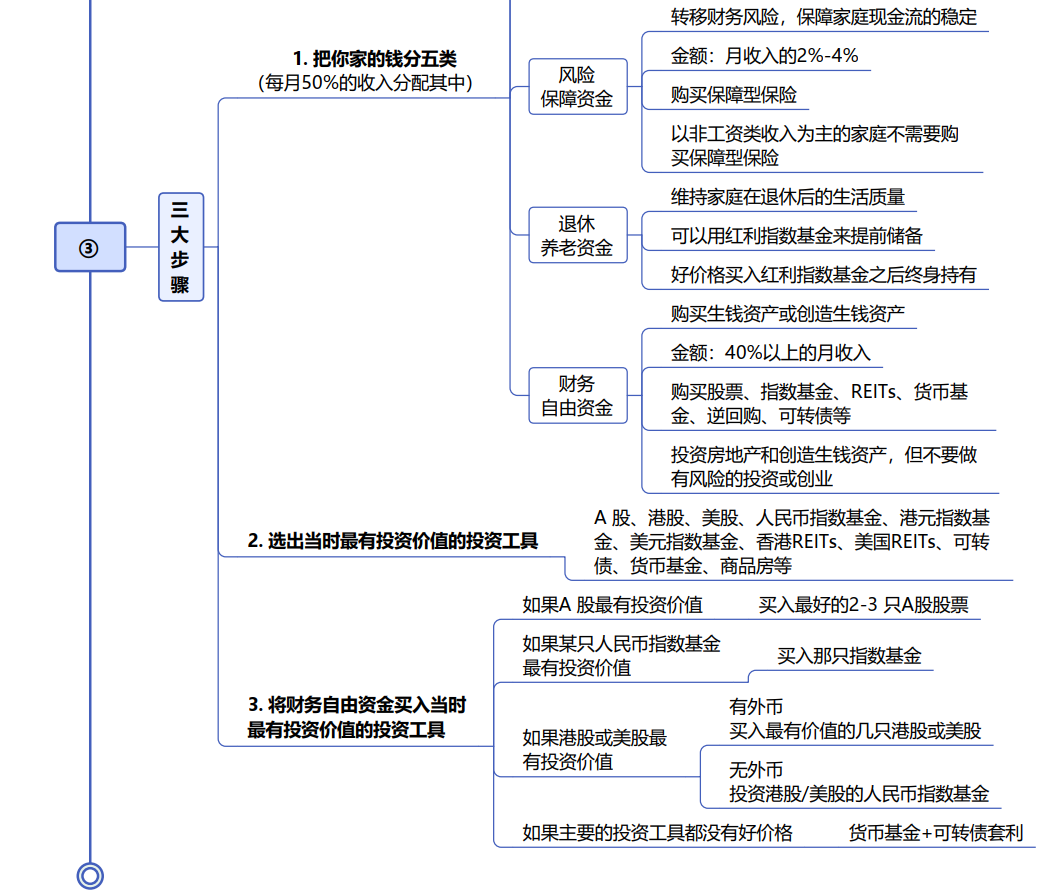 ③
三
大
步
骤
1. 把你家的钱分五类
（每月50%的收入分配其中）
风险
保障资金
转移财务风险，保障家庭现金流的稳定
金额：月收入的2%-4%
购买保障型保险
以非工资类收入为主的家庭不需要购
买保障型保险
退休
养老资金
维持家庭在退休后的生活质量
可以用红利指数基金来提前储备
好价格买入红利指数基金之后终身持有
财务
自由资金
购买生钱资产或创造生钱资产
金额：40%以上的月收入
购买股票、指数基金、REITs、货币基
金、逆回购、可转债等
投资房地产和创造生钱资产，但不要做
有风险的投资或创业
2. 选出当时最有投资价值的投资工具
A 股、港股、美股、人民币指数基金、港元指数基
金、美元指数基金、香港REITs、美国REITs、可转
债、货币基金、商品房等
3. 将财务自由资金买入当时
最有投资价值的投资工具
如果A 股最有投资价值
买入最好的2-3 只A股股票
如果某只人民币指数基金
最有投资价值
买入那只指数基金
如果港股或美股最
有投资价值
有外币
买入最有价值的几只港股或美股
无外币
投资港股/美股的人民币指数基金
如果主要的投资工具都没有好价格
货币基金+可转债套利